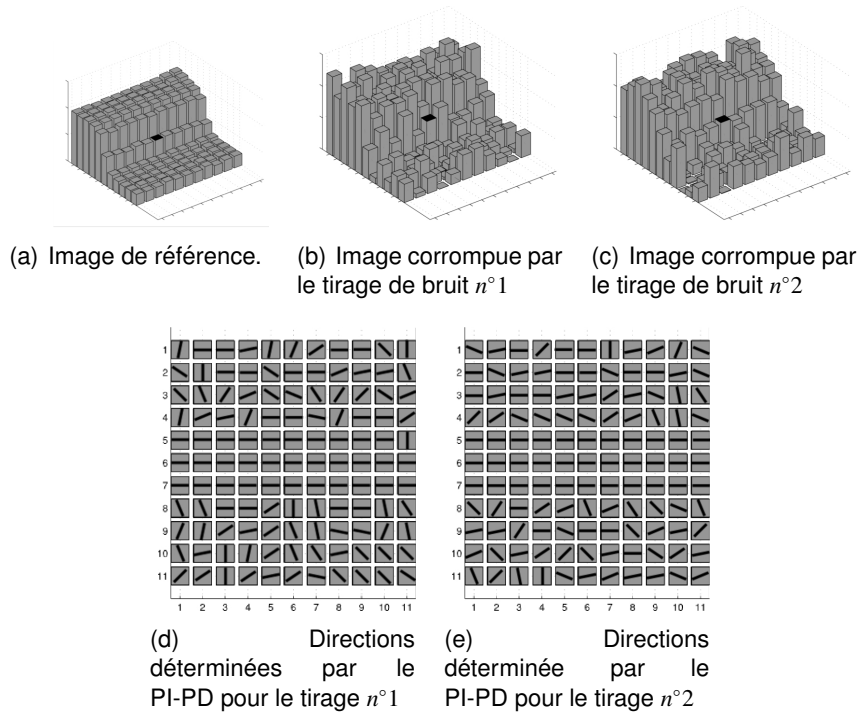 (a) Image de référence.
(b) Image corrompue par
le tirage de bruit n°1
(c) Image corrompue par
le tirage de bruit n°2
1
2
3
4
5
6
7
8
9
10
11
1 2 3 4 5 6 7 8 9 10 11
1
2
3
4
5
6
7
8
9
10
11
1 2 3 4 5 6 7 8 9 10 11
(d) Directions
déterminées par le
PI-PD pour le tirage n°1
(e) Direction
déterminée par le
PI-PD pour le tirage n°2